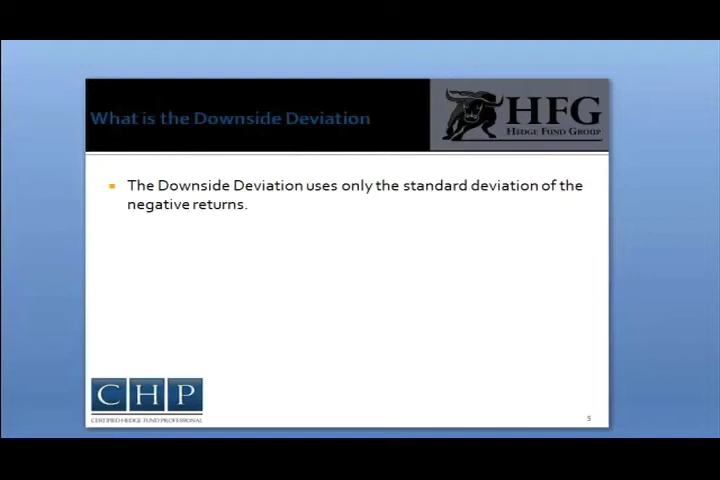 What is the Downside Deviation
HFG
HEDGE FUND GROUP
The Downside Deviation uses only the standard deviation of the
negative returns.
C H P
CERTIFIED HEDGE FUND PROFESSIONAL
5